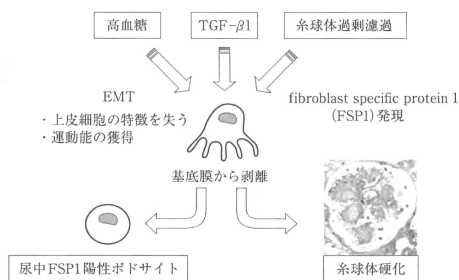 高血糖
TGF-β1
糸球体過剰濾過
EMT
・上皮細胞の特徴を失う
・運動能の獲得
fibroblast specific protein 1
(FSP1)発現
基底膜から剥離
尿中FSP1陽性ポドサイト
糸球体硬化